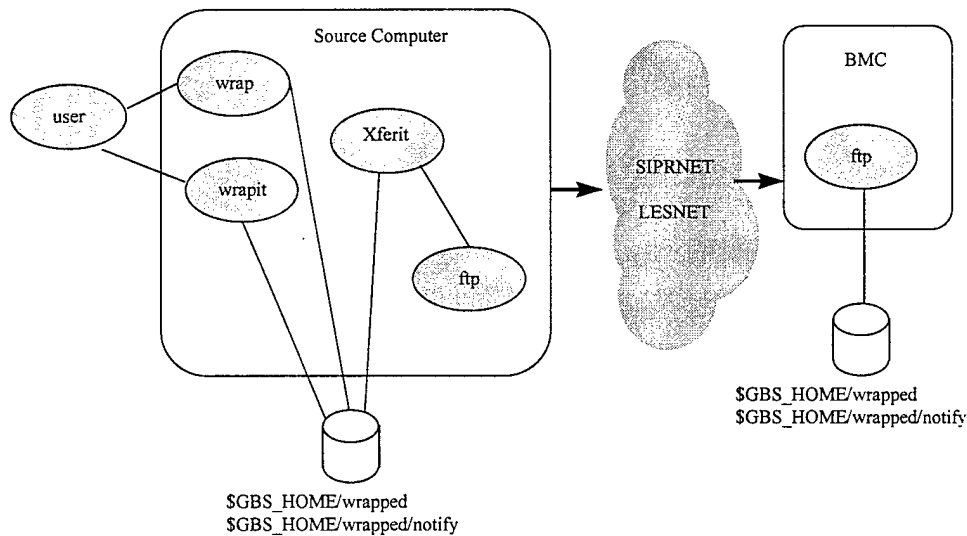 Source Computer
BMC
wrap
user
Xferit
ftp
SIPRNET
wrapit
LESNET
ftp
$GBS_HOME/wrapped
$GBS_HOME/wrapped/notify
$GBS_HOME/wrapped
$GBS_HOME/wrapped/notify